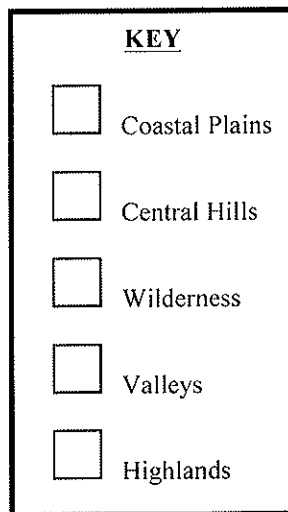 KEY
Coastal Plains
Central Hills
Wilderness
Valleys
Highlands